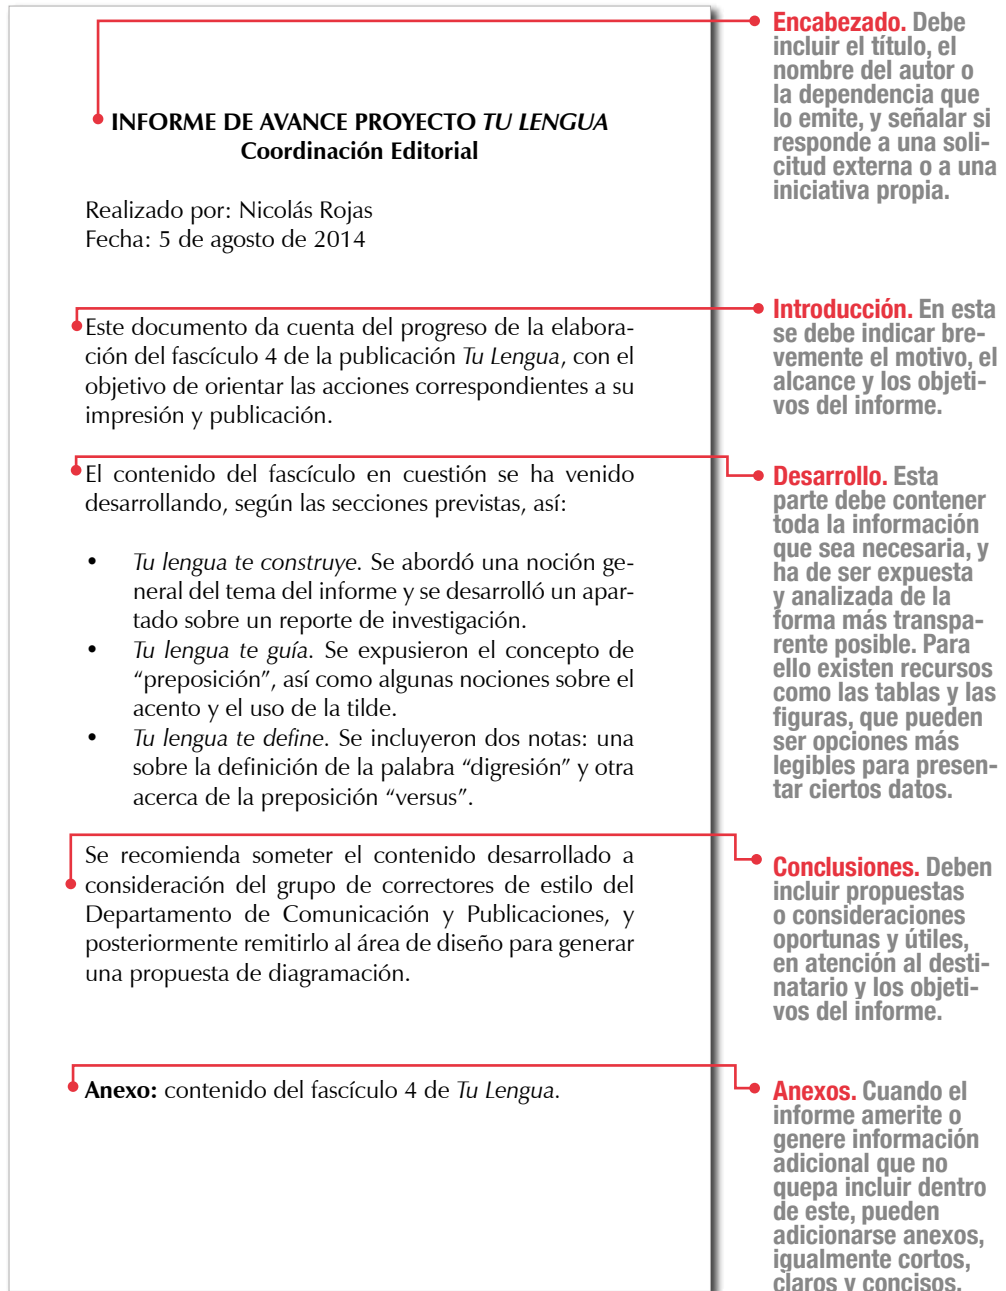 INFORME DE AVANCE PROYECTO TU LENGUA
Coordinación Editorial
Realizado por: Nicolás Rojas
Fecha: 5 de agosto de 2014
Este documento da cuenta del progreso de la elabora-
ción del fascículo 4 de la publicación Tu Lengua, con el
objetivo de orientar las acciones correspondientes a su
impresión y publicación.
El contenido del fascículo en cuestión se ha venido
desarrollando, según las secciones previstas, así:
• Tu lengua te construye. Se abordó una noción ge-
neral del tema del informe y se desarrolló un apar-
tado sobre un reporte de investigación.
• Tu lengua te guía. Se expusieron el concepto de
“preposición”, así como algunas nociones sobre el
acento y el uso de la tilde.
• Tu lengua te define. Se incluyeron dos notas: una
sobre la definición de la palabra “digresión” y otra
acerca de la preposición “versus”.
Se recomienda someter el contenido desarrollado a
consideración del grupo de correctores de estilo del
Departamento de Comunicación y Publicaciones, y
posteriormente remitirlo al área de diseño para generar
una propuesta de diagramación.
Anexo: contenido del fascículo 4 de Tu Lengua.
Encabezado. Debe
incluir el título, el
nombre del autor o
la dependencia que
lo emite, y señalar si
responde a una soli-
citud externa o a una
iniciativa propia.
Introducción. En esta
se debe indicar bre-
vemente el motivo, el
alcance y los objeti-
vos del informe.
Desarrollo. Esta
parte debe contener
toda la información
que sea necesaria, y
ha de ser expuesta
y analizada de la
forma más transpa-
rente posible. Para
ello existen recursos
como las tablas y las
figuras, que pueden
ser opciones más
legibles para presen-
tar ciertos datos.
Conclusiones. Deben
incluir propuestas
o consideraciones
oportunas y útiles,
en atención al desti-
natario y los objeti-
vos del informe.
Anexos. Cuando el
informe amerite o
genere información
adicional que no
quepa incluir dentro
de este, pueden
adicionarse anexos,
igualmente cortos,
claros y concisos.